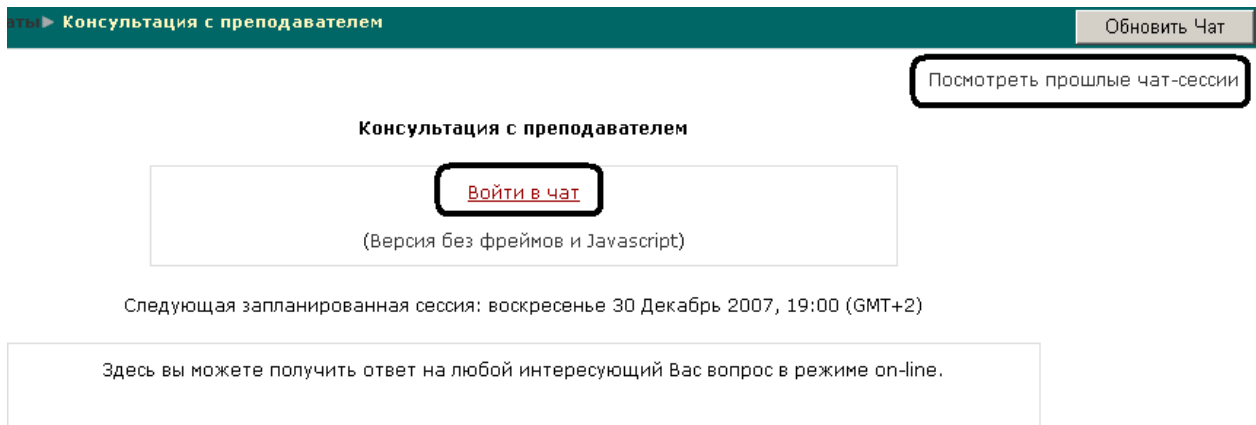 аты► Консультация с преподавателем
Обновить Чат
Посмотреть прошлые чат-сессии
Консультация с преподавателем
Войти в чат
(Версия без фреймов и Javascript)
Следующая запланированная сессия: воскресенье 30 Декабрь 2007, 19:00 (GMT+2)
Здесь вы можете получить ответ на любой интересующий Вас вопрос в режиме on-line.